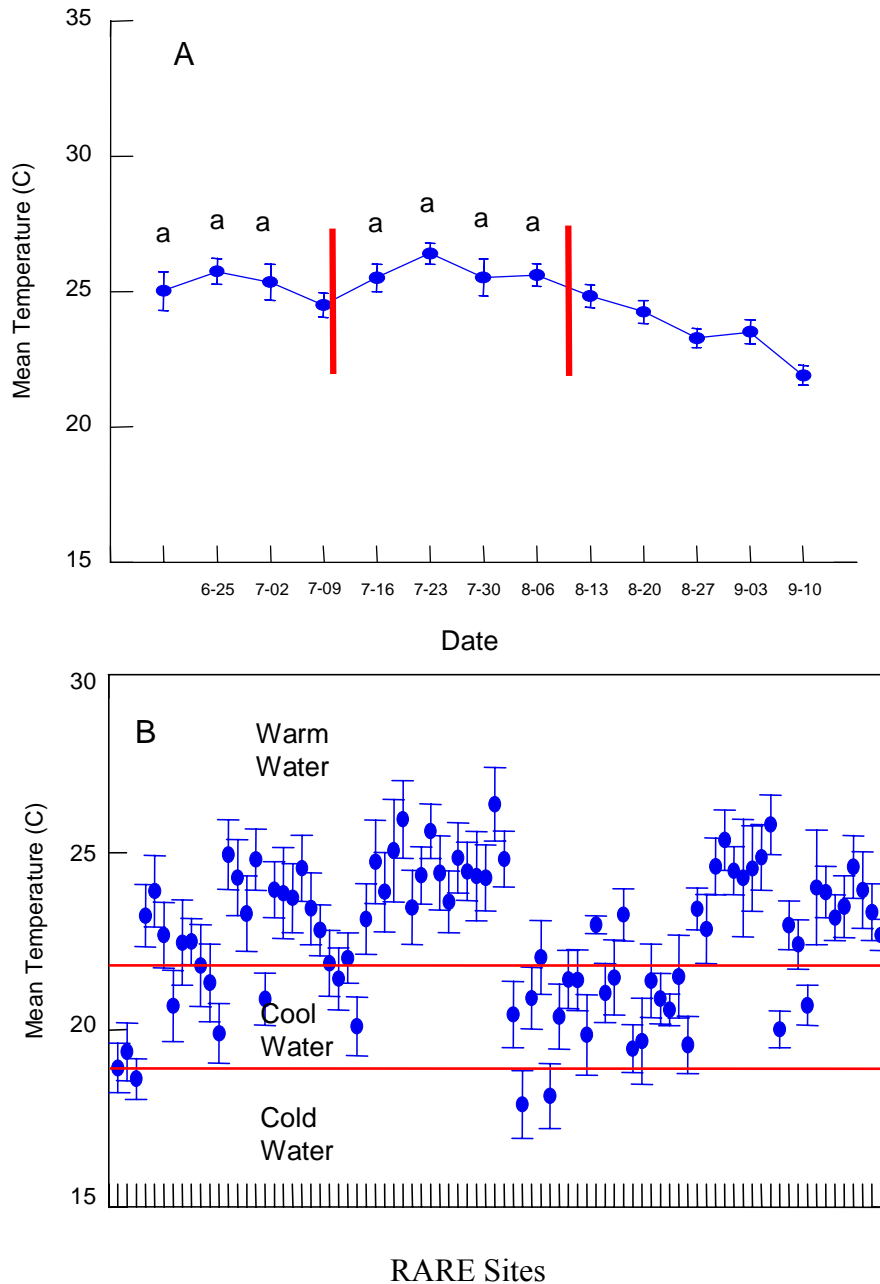 35
A
30
Mean Temperature (C)
a
a
a
a
a
a
a
25
20
15
6-25 7-02 7-09 7-16 7-23 7-30 8-06 8-13 8-20 8-27 9-03 9-10
Date
30
B
Warm
Water
Mean Temperature (C)
25
20
Cool
Water
Cold
Water
15
RARE Sites